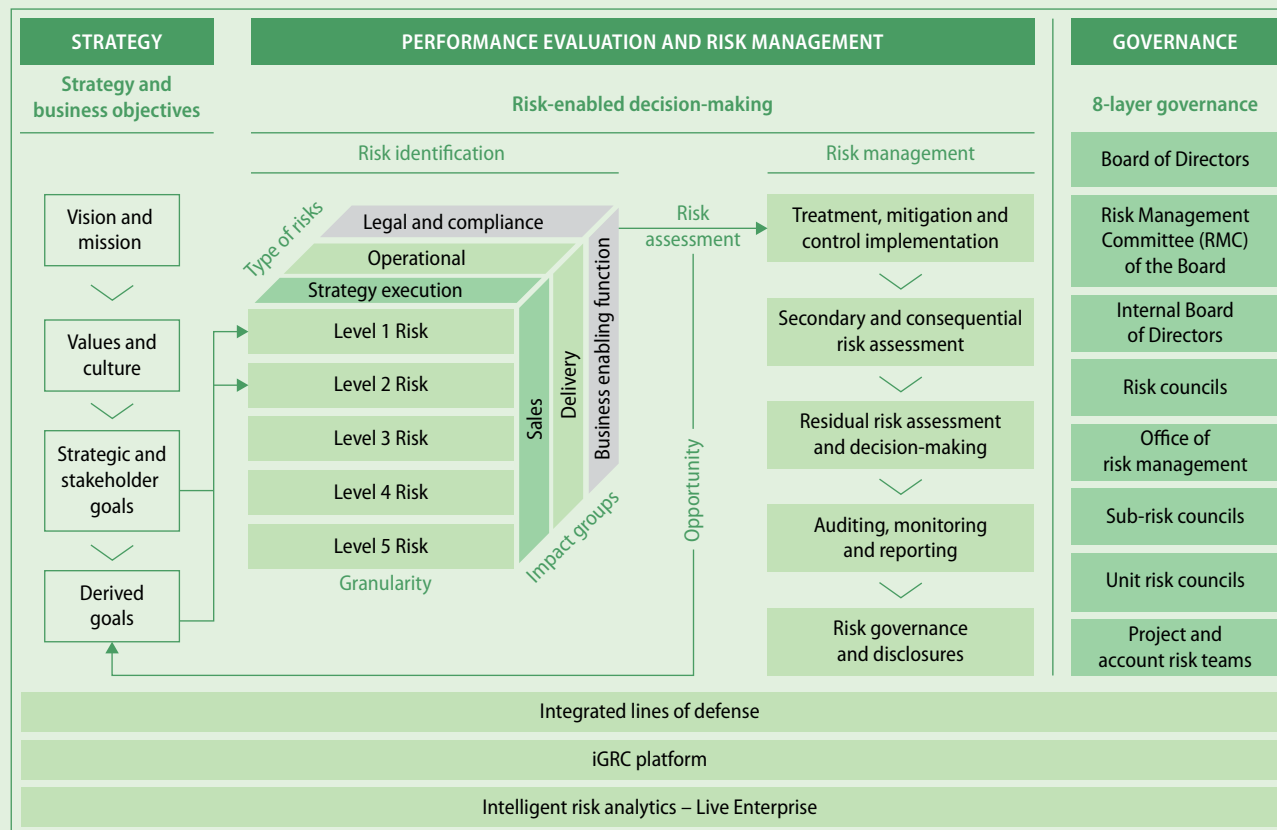 STRATEGY
Strategy and
business objectives
Vision and
mission
Values and
culture
Strategic and
stakeholder
goals
Derived
goals
PERFORMANCE EVALUATION AND RISK MANAGEMENT
Risk-enabled decision-making
Risk identification
Type of risks
Legal and compliance
Operational
Strategy execution
Level 1 Risk
Level 2 Risk
Level 3 Risk
Level 4 Risk
Level 5 Risk
Granularity
Sales
Delivery
Business enabling function
Impact groups
Risk
assessment
Opportunity
Risk management
Treatment, mitigation and
control implementation
Secondary and consequential
risk assessment
Residual risk assessment
and decision-making
Auditing, monitoring
and reporting
Risk governance
and disclosures
GOVERNANCE
8-layer governance
Board of Directors
Risk Management
Committee (RMC)
of the Board
Internal Board
of Directors
Risk councils
Office of
risk management
Sub-risk councils
Unit risk councils
Project and
account risk teams
Integrated lines of defense
iGRC platform
Intelligent risk analytics – Live Enterprise